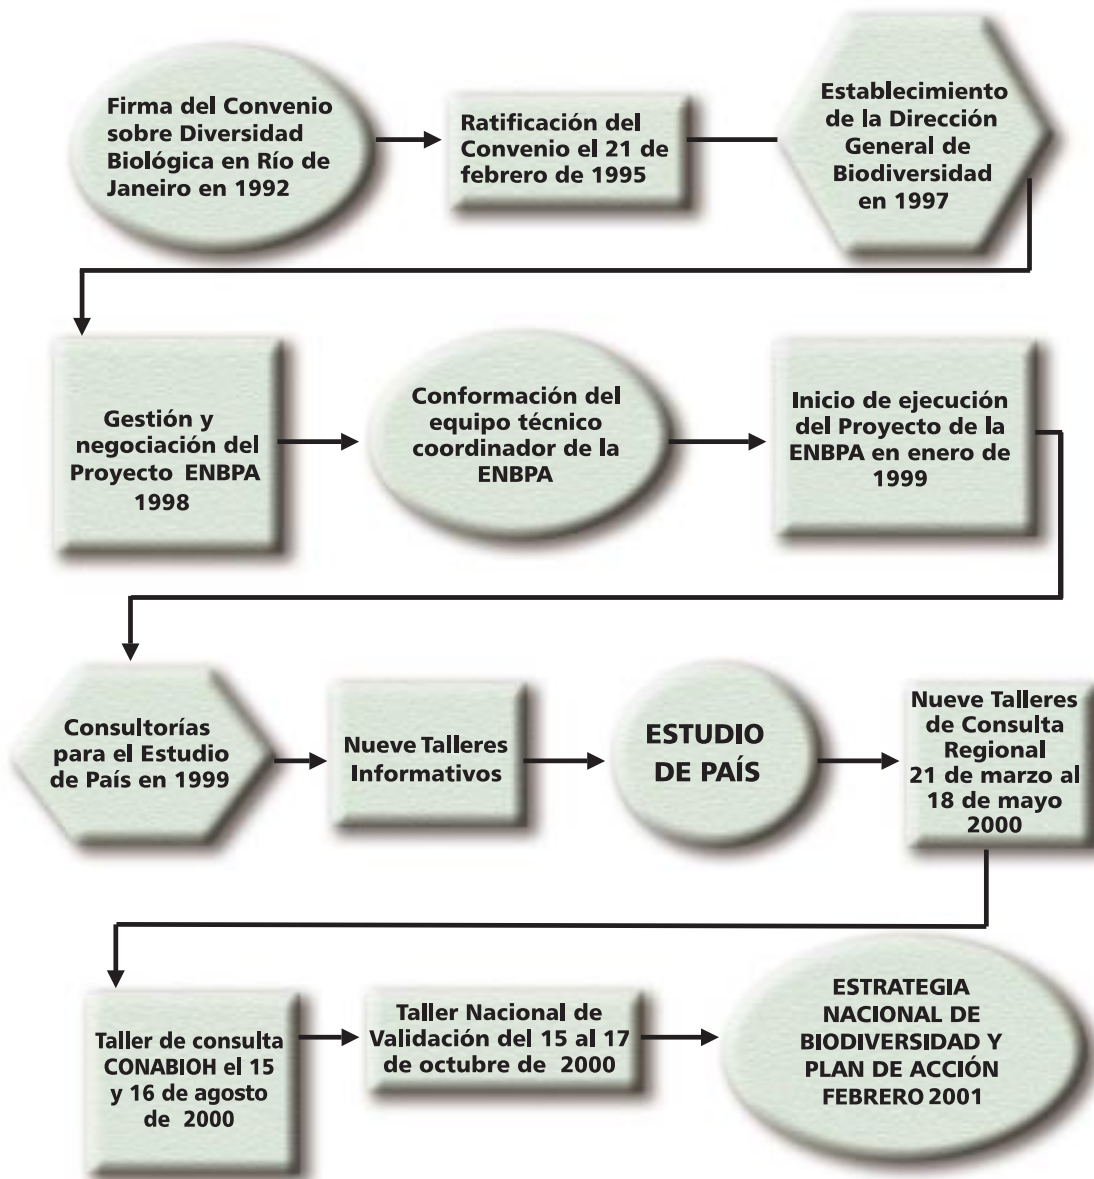 Firma del Convenio
sobre Diversidad
Biológica en Río de
Janeiro en 1992
Ratificación del
Convenio el 21 de
febrero de 1995
Establecimiento
de la Dirección
General de
Biodiversidad
en 1997
Gestión y
negociación del
Proyecto ENBPA
1998
Conformación del
equipo técnico
coordinador de la
ENBPA
Inicio de ejecución
del Proyecto de la
ENBPA en enero de
1999
Consultorías
para el Estudio
de País en 1999
Nueve Talleres
Informativos
ESTUDIO
DE PAÍS
Nueve Talleres
de Consulta
Regional
21 de marzo al
18 de mayo
2000
Taller de consulta
CONABIOH el 15
y 16 de agosto
de 2000
Taller Nacional de
Validación del 15 al 17
de octubre de 2000
ESTRATEGIA
NACIONAL DE
BIODIVERSIDAD Y
PLAN DE ACCIÓN
FEBRERO 2001